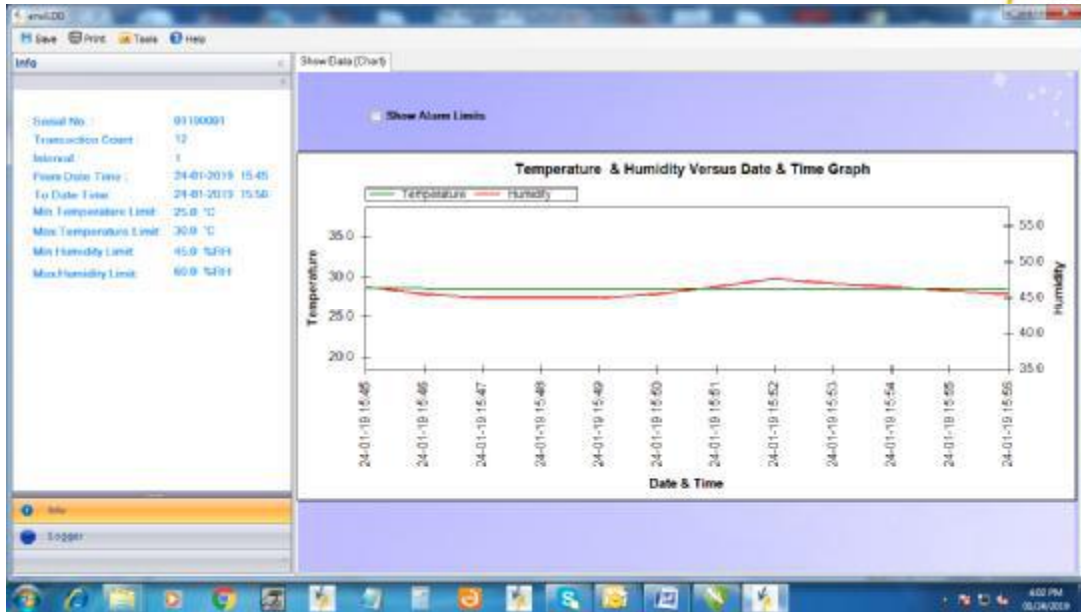 Save Print Tools Help
Info
Show Data (Chart)
Serial No. :
Transaction Count 12
Interval 1
From Date Time : 24-01-2019 15:45
To Date Time 24-01-2019 15:56
Min Temperature Limit 25.0 °C
Max Temperature Limit 30.0 °C
Min Humidity Limit 45.0 %RH
Max Humidity Limit 60.0 %RH
Show Alarm Limits
Temperature & Humidity Versus Date & Time Graph
Temperature Humidity
Temperature
35.0
30.0
25.0
20.0
55.0
50.0
45.0
40.0
35.0
Humidity
24-01-19 15:45
24-01-19 15:46
24-01-19 15:47
24-01-19 15:48
24-01-19 15:49
24-01-19 15:50
24-01-19 15:51
24-01-19 15:52
24-01-19 15:53
24-01-19 15:54
24-01-19 15:55
24-01-19 15:56
Date & Time
Info
Logger
4:02 PM